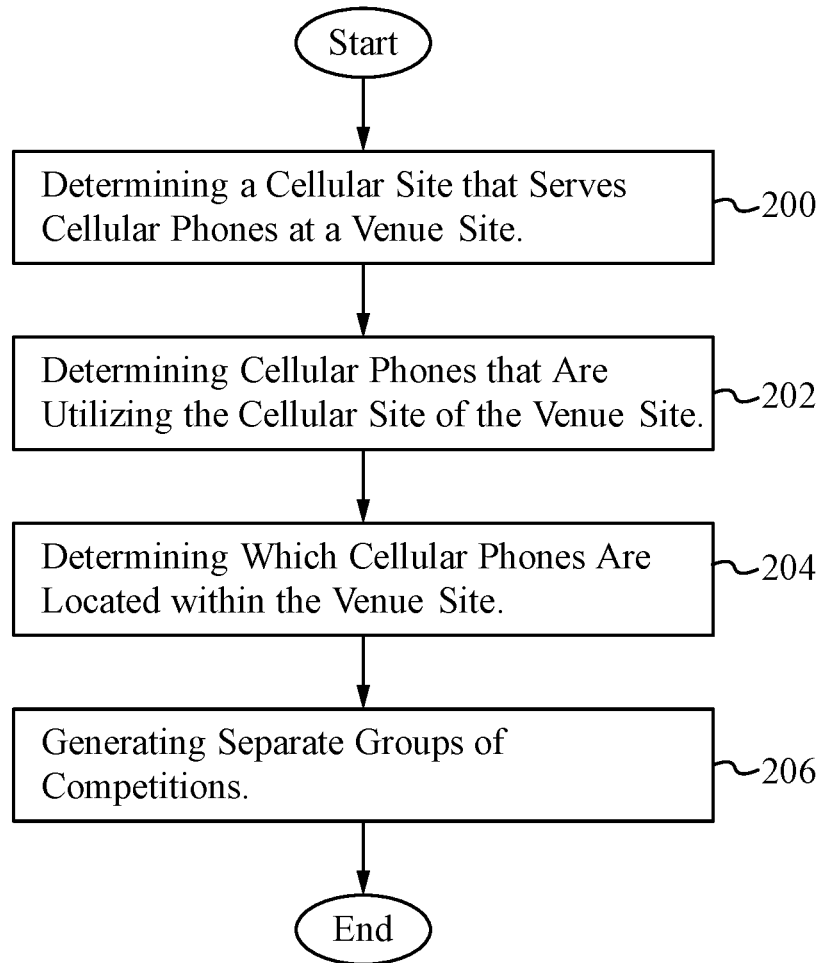 Start
Determining a Cellular Site that Serves
Cellular Phones at a Venue Site.
200
Determining Cellular Phones that Are
Utilizing the Cellular Site of the Venue Site.
202
Determining Which Cellular Phones Are
Located within the Venue Site.
204
Generating Separate Groups of
Competitions.
206
End